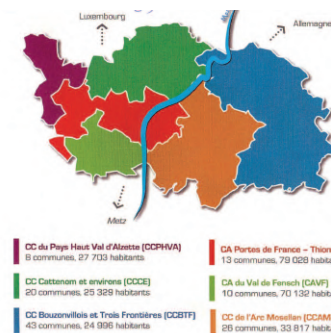 Luxembourg
Allemagne
Metz
CC du Pays Haut Val d'Alzette (CCPHVA)
8 communes, 27 703 habitants
CC Cattenom et environs (CCCE)
20 communes, 25 329 habitants
CC Bouzonvillois et Trois Frontières (CCB3F)
43 communes, 24 996 habitants
CA Portes de France – Thion
13 communes, 79 028 habitants
CA du Val de Fensch (CAVF)
10 communes, 70 132 habitants
CC de l'Arc Mosellan (CCAM
26 communes, 33 817 habit